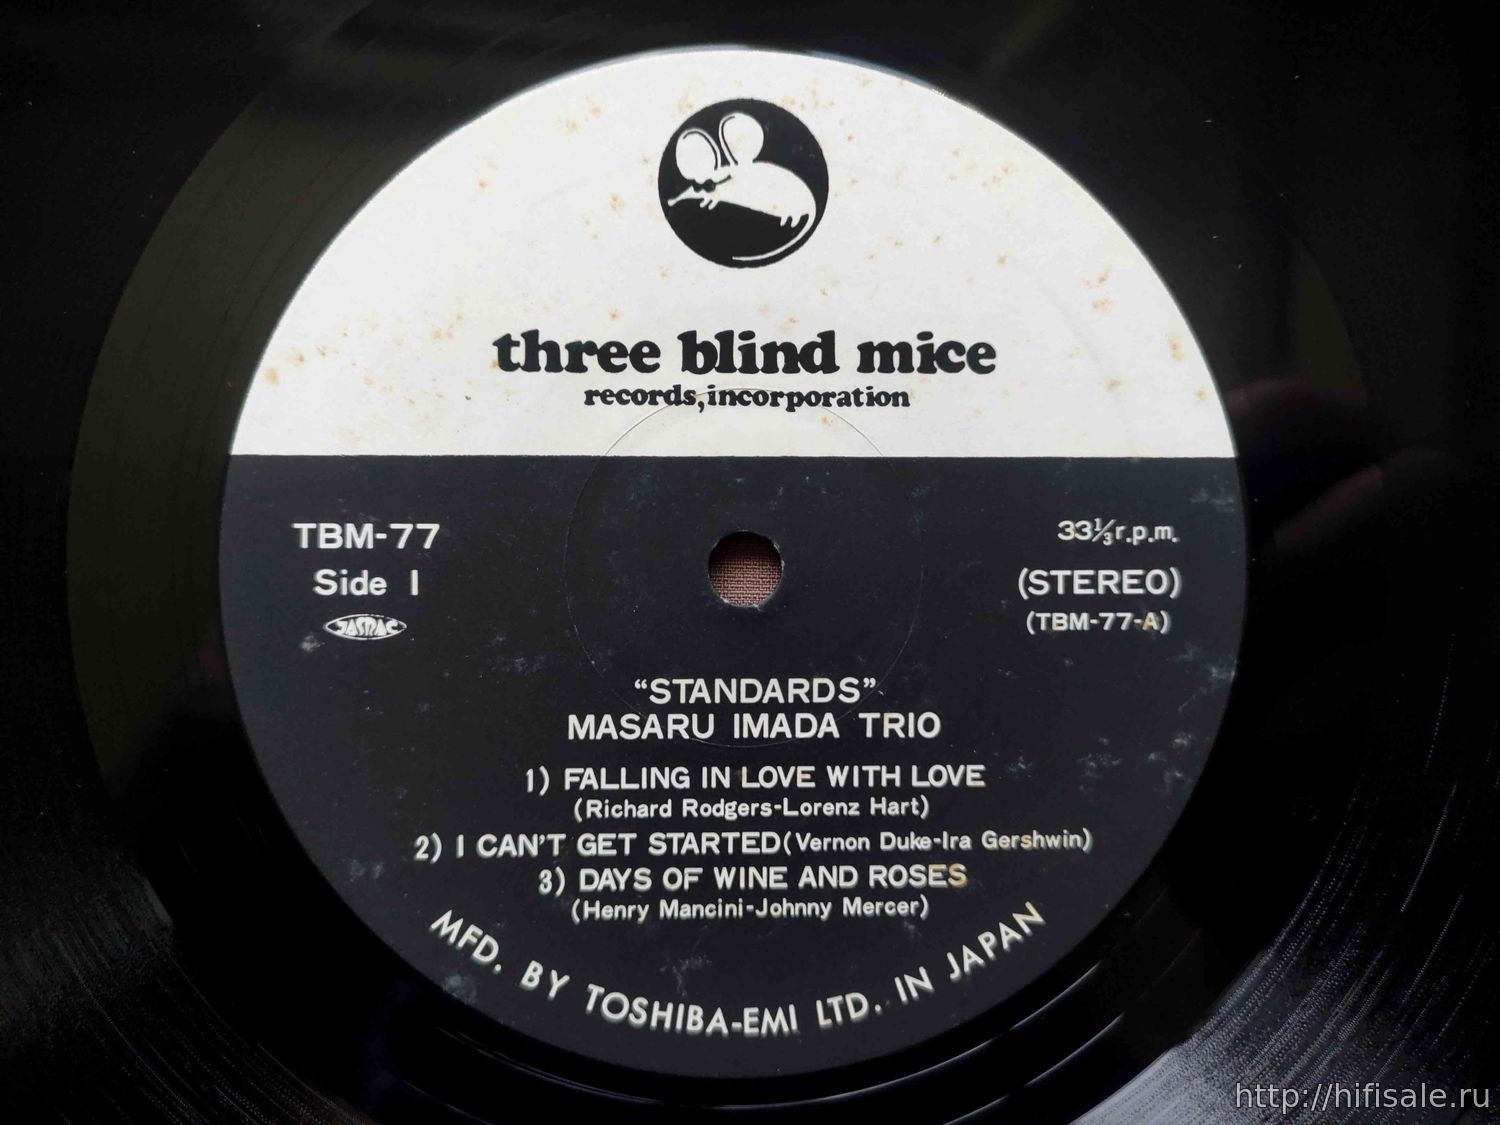 three blind mice
records, incorporation
TBM-77
Side 1
JASRAC
33⅓ r.p.m.
(STEREO)
(TBM-77-A)
“STANDARDS”
MASARU IMADA TRIO
1) FALLING IN LOVE WITH LOVE
(Richard Rodgers-Lorenz Hart)
2) I CAN'T GET STARTED (Vernon Duke-Ira Gershwin)
3) DAYS OF WINE AND ROSES
(Henry Mancini-Johnny Mercer)
MFD. BY TOSHIBA-EMI LTD. IN JAPAN
http://hifisale.ru